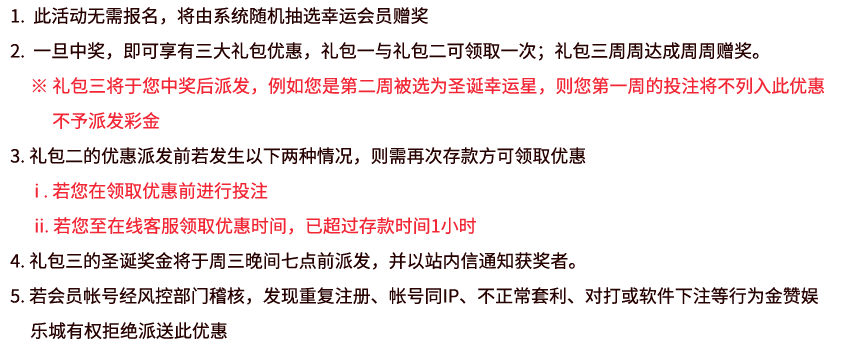 1. 此活动无需报名，将由系统随机抽选幸运会员赠奖
2. 一旦中奖，即可享有三大礼包优惠，礼包一与礼包二可领取一次；礼包三周周达成周周赠奖。
※ 礼包三将于您中奖后派发，例如您是第二周被选为圣诞幸运星，则您第一周的投注将不列入此优惠
不予派发彩金
3. 礼包二的优惠派发前若发生以下两种情况，则需再次存款方可领取优惠
i . 若您在领取优惠前进行投注
ii. 若您至在线客服领取优惠时间，已超过存款时间1小时
4. 礼包三的圣诞奖金将于周三晚间七点前派发，并以站内信通知获奖者。
5. 若会员帐号经风控部门稽核，发现重复注册、帐号同IP、不正常套利、对打或软件下注等行为金赞娱
乐城有权拒绝派送此优惠